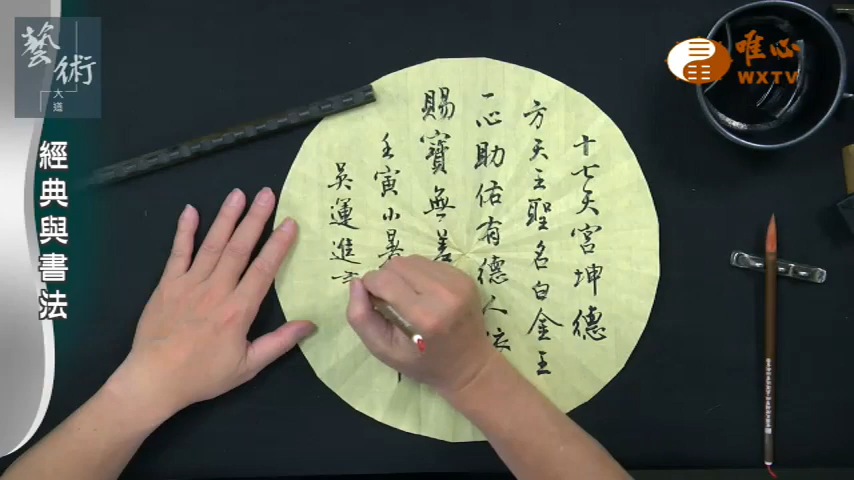 藝術
大道
經典與書法
唯心
WXTV
十七天宮坤德
方天王聖名白金王
一心助佑有德人
賜寶無善
壬寅小暑
吳運進